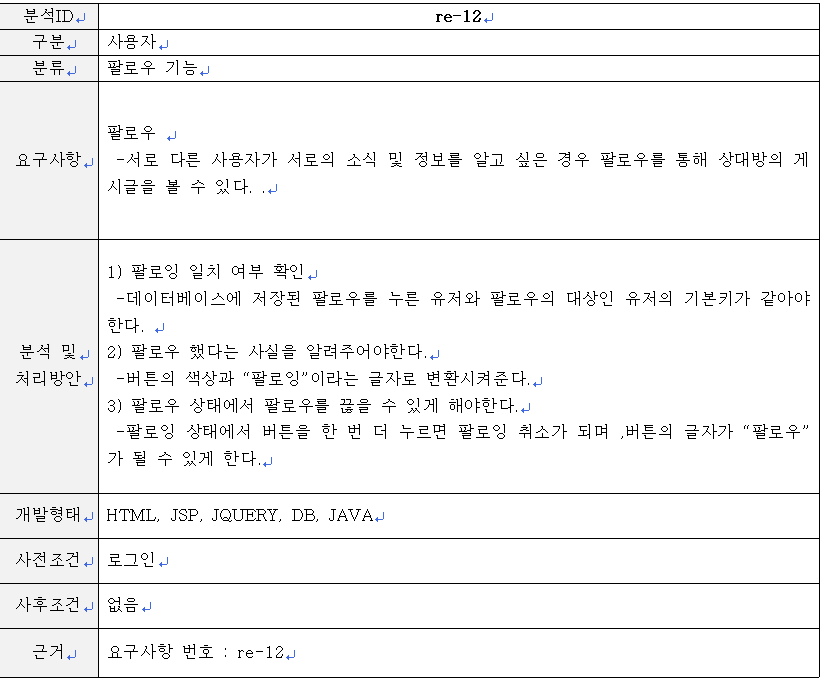 분석ID re-12
구분 사용자
분류 팔로우 기능
팔로우
요구사항 -서로 다른 사용자가 서로의 소식 및 정보를 알고 싶은 경우 팔로우를 통해 상대방의 게
시글을 볼 수 있다. .
1) 팔로잉 일치 여부 확인
-데이터베이스에 저장된 팔로우를 누른 유저와 팔로우의 대상인 유저의 기본키가 같아야
한다.
분석 및 2) 팔로우 했다는 사실을 알려주어야한다.
처리방안 -버튼의 색상과 “팔로잉”이라는 글자로 변환시켜준다.
3) 팔로우 상태에서 팔로우를 끊을 수 있게 해야한다.
-팔로잉 상태에서 버튼을 한 번 더 누르면 팔로잉 취소가 되며 ,버튼의 글자가 “팔로우”
가 될 수 있게 한다.
개발형태 HTML, JSP, JQUERY, DB, JAVA
사전조건 로그인
사후조건 없음
근거 요구사항 번호 : re-12